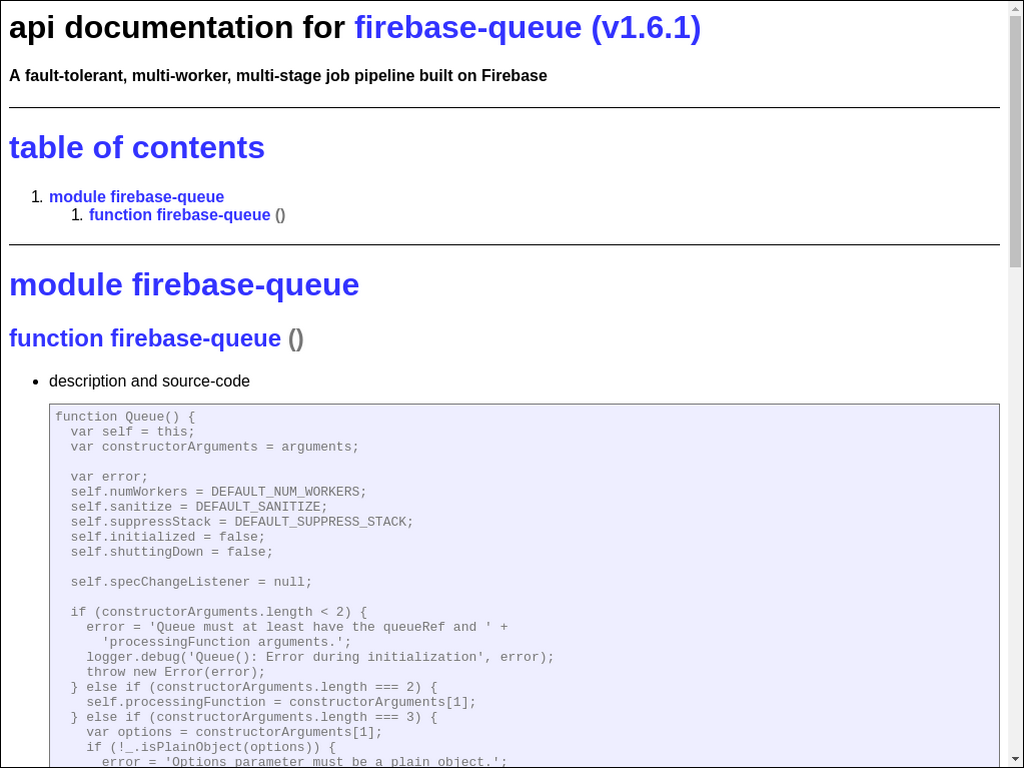 api documentation for firebase-queue (v1.6.1)
A fault-tolerant, multi-worker, multi-stage job pipeline built on Firebase
table of contents
1. module firebase-queue
1. function firebase-queue ()
module firebase-queue
function firebase-queue ()
• description and source-code
function Queue() {
  var self = this;
  var constructorArguments = arguments;

  var error;
  self.numWorkers = DEFAULT_NUM_WORKERS;
  self.sanitize = DEFAULT_SANITIZE;
  self.suppressStack = DEFAULT_SUPPRESS_STACK;
  self.initialized = false;
  self.shuttingDown = false;

  self.specChangeListener = null;

  if (constructorArguments.length < 2) {
    error = 'Queue must at least have the queueRef and ' +
      'processingFunction arguments.';
    logger.debug('Queue(): Error during initialization', error);
    throw new Error(error);
  } else if (constructorArguments.length === 2) {
    self.processingFunction = constructorArguments[1];
  } else if (constructorArguments.length === 3) {
    var options = constructorArguments[1];
    if (!_.isPlainObject(options)) {
      error = 'Options parameter must be a plain object.';